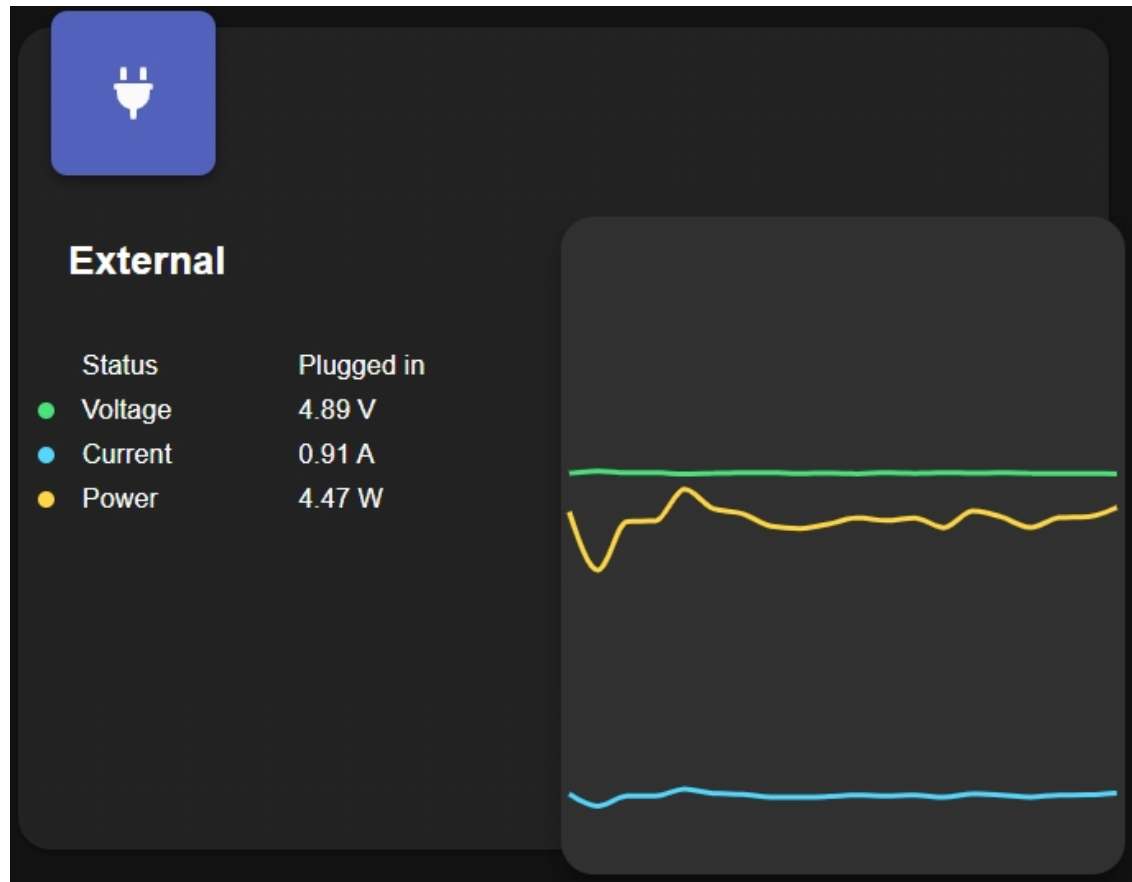 External
Status Plugged in
Voltage 4.89 V
Current 0.91 A
Power 4.47 W